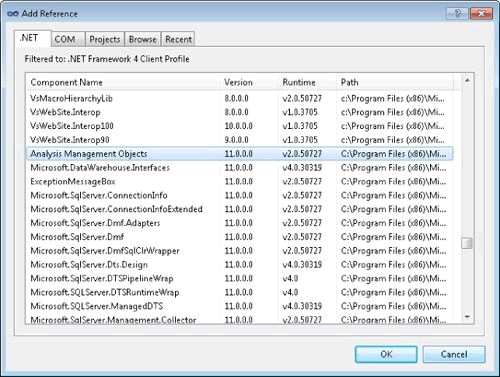 Add Reference
.NET COM Projects Browse Recent
Filtered to: .NET Framework 4 Client Profile
Component Name Version Runtime Path
VsMacroHierarchyLib 8.0.0.0 v2.0.50727 c:\Program Files (x86)\Mi...
VsWebSite.Interop 8.0.0.0 v1.0.3705 c:\Program Files (x86)\Mi...
VsWebSite.Interop100 10.0.0.0 v1.0.3705 c:\Program Files (x86)\Mi...
VsWebSite.Interop90 9.0.0.0 v1.0.3705 c:\Program Files (x86)\Mi...
Analysis Management Objects 11.0.0.0 v2.0.50727 C:\Program Files (x86)\Mi...
Microsoft.DataWarehouse.Interfaces 11.0.0.0 v4.0.30319 C:\Program Files (x86)\Mi...
ExceptionMessageBox 11.0.0.0 v2.0.50727 C:\Program Files (x86)\Mi...
Microsoft.SqlServer.ConnectionInfo 11.0.0.0 v2.0.50727 C:\Program Files (x86)\Mi...
Microsoft.SqlServer.ConnectionInfoExtended 11.0.0.0 v2.0.50727 C:\Program Files (x86)\Mi...
Microsoft.SqlServer.Dmf.Adapters 11.0.0.0 v2.0.50727 C:\Program Files (x86)\Mi...
Microsoft.SqlServer.Dmf 11.0.0.0 v2.0.50727 C:\Program Files (x86)\Mi...
Microsoft.SqlServer.DmfSqlClrWrapper 11.0.0.0 v2.0.50727 C:\Program Files (x86)\Mi...
Microsoft.SqlServer.Dts.Design 11.0.0.0 v4.0.30319 C:\Program Files (x86)\Mi...
Microsoft.SQLServer.DTSPipelineWrap 11.0.0.0 v4.0 C:\Program Files (x86)\Mi...
Microsoft.SQLServer.DTSRuntimeWrap 11.0.0.0 v4.0 C:\Program Files (x86)\Mi...
Microsoft.SQLServer.ManagedDTS 11.0.0.0 v4.0.30319 C:\Program Files (x86)\Mi...
Microsoft.SqlServer.Management.Collector 11.0.0.0 v2.0.50727 C:\Program Files (x86)\Mi...
OK Cancel